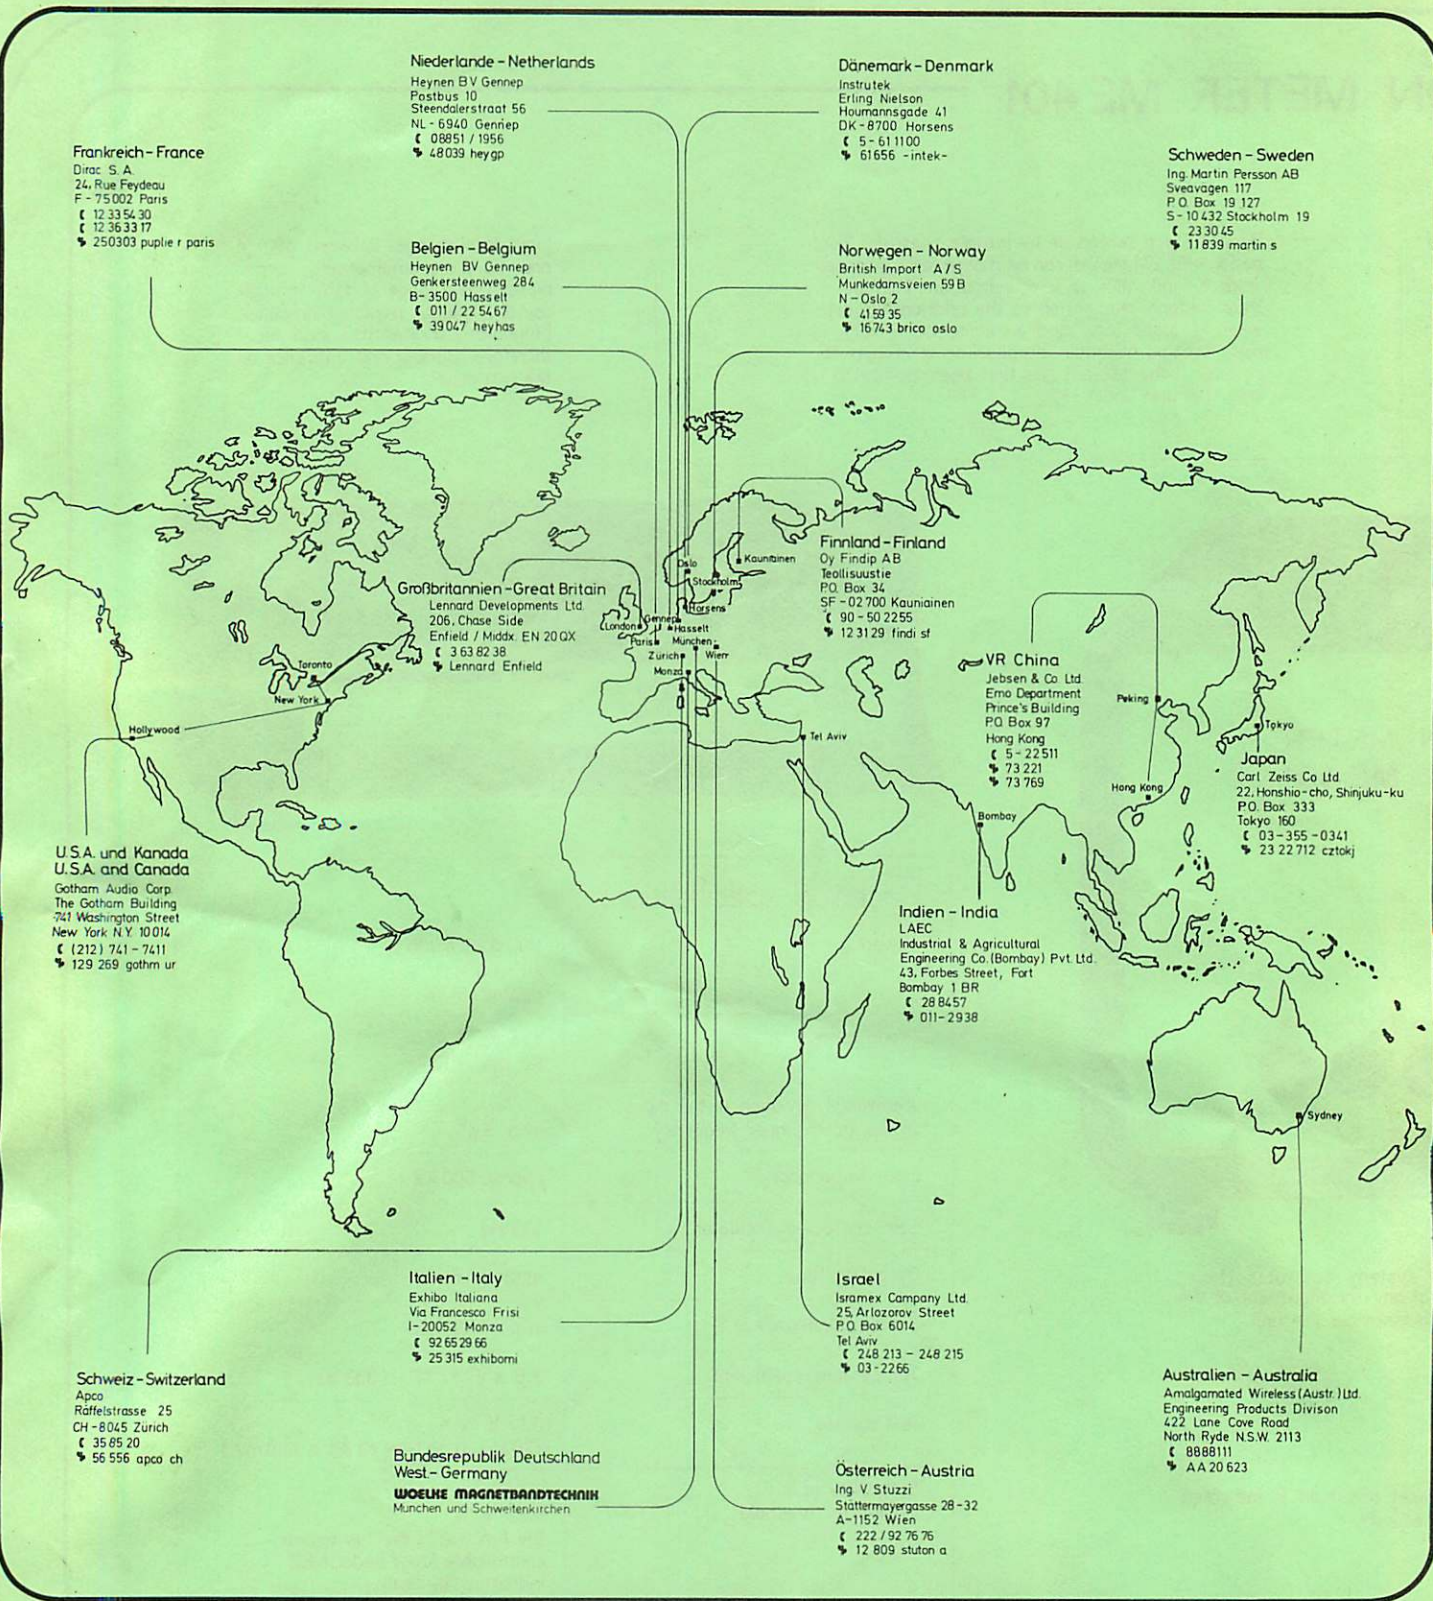 Niederlande - Netherlands
Heynen BV Gennep
Postbus 10
Steendalerstraat 56
NL - 6940 Gennep
08851 / 1956
48039 heygp
Dänemark - Denmark
Instrutek
Erling Nielson
Houmannsgade 41
DK - 8700 Horsens
5 - 61 1100
61656 - intek -
Frankreich - France
Dirac S. A.
24, Rue Feydeau
F - 75002 Paris
12 33 54 30
12 36 33 17
250303 puplie r paris
Schweden - Sweden
Ing. Martin Persson AB
Sveavagen 117
P.O. Box 19 127
S - 10 432 Stockholm 19
23 30 45
11 839 martin s
Belgien - Belgium
Heynen BV Gennep
Genkersteenweg 284
B - 3500 Hasselt
011 / 22 54 67
39 047 heyhas
Norwegen - Norway
British Import A / S
Munkedamsveien 59 B
N - Oslo 2
41 59 35
16 743 brico oslo
Finnland - Finland
Oy Findip AB
Teollisuustie
P.O. Box 34
SF - 02 700 Kauniainen
90 - 50 2255
12 31 29 findi sf
Großbritannien - Great Britain
Lennard Developments Ltd.
206, Chase Side
Enfield / Middx. EN 20 QX
3 63 82 38
Lennard Enfield
Oslo
Kauniainen
Stockholm
Horsens
London
Gennep
Hasselt
Paris
München
Zürich
Wien
Monza
Toronto
New York
Hollywood
Tel Aviv
Peking
Tokyo
Hong Kong
Bombay
Sydney
VR China
Jebsen & Co. Ltd.
Emo Department
Prince's Building
P.O. Box 97
Hong Kong
5 - 22 511
73 221
73 769
Japan
Carl Zeiss Co Ltd.
22, Honshio - cho, Shinjuku - ku
P.O. Box 333
Tokyo 160
03 - 355 - 0341
23 22 712 cztokj
U.S.A. und Kanada
U.S.A. and Canada
Gotham Audio Corp.
The Gotham Building
741 Washington Street
New York N.Y. 10014
(212) 741 - 7411
129 269 gothm ur
Indien - India
LAEC
Industrial & Agricultural
Engineering Co. (Bombay) Pvt. Ltd.
43, Forbes Street, Fort
Bombay 1 BR
28 8457
011 - 2938
Italien - Italy
Exhibo Italiana
Via Francesco Frisi
I - 20052 Monza
92 65 29 66
25 315 exhibomi
Israel
Isramex Company Ltd.
25, Arlozorov Street
P.O. Box 6014
Tel Aviv
248 213 - 248 215
03 - 2266
Schweiz - Switzerland
Apco
Räffelstrasse 25
CH - 8045 Zürich
35 85 20
56 556 apco ch
Australien - Australia
Amalgamated Wireless (Austr.) Ltd.
Engineering Products Divison
422 Lane Cove Road
North Ryde N.S.W. 2113
8888111
AA 20 623
Bundesrepublik Deutschland
West - Germany
WOELKE MAGNETBANDTECHNIK
München und Schweitenkirchen
Österreich - Austria
Ing. V. Stuzzi
Stättermayergasse 28 - 32
A - 1152 Wien
222 / 92 76 76
12 809 stuton a